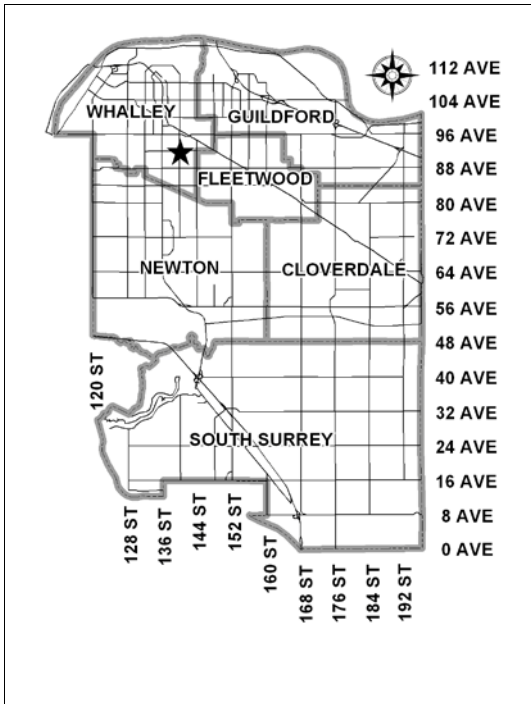 112 AVE
104 AVE
WHALLEY
GUILDFORD
96 AVE
88 AVE
FLEETWOOD
80 AVE
72 AVE
NEWTON
CLOVERDALE
64 AVE
56 AVE
48 AVE
120 ST
40 AVE
32 AVE
SOUTH SURREY
24 AVE
16 AVE
8 AVE
0 AVE
128 ST
136 ST
144 ST
152 ST
160 ST
168 ST
176 ST
184 ST
192 ST